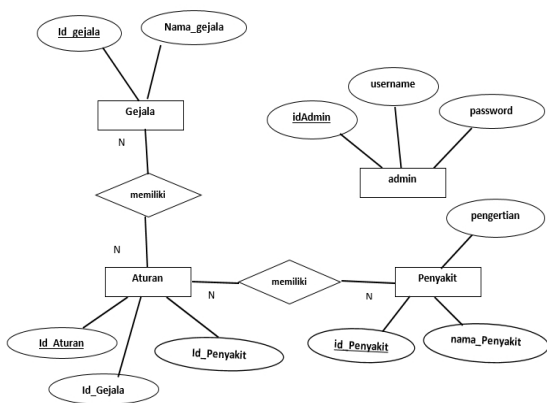 Id_gejala
Nama_gejala
Gejala
N
memiliki
N
Aturan
N
memiliki
N
Penyakit
Id_Aturan
Id_Gejala
Id_Penyakit
id_Penyakit
nama_Penyakit
pengertian
username
idAdmin
password
admin